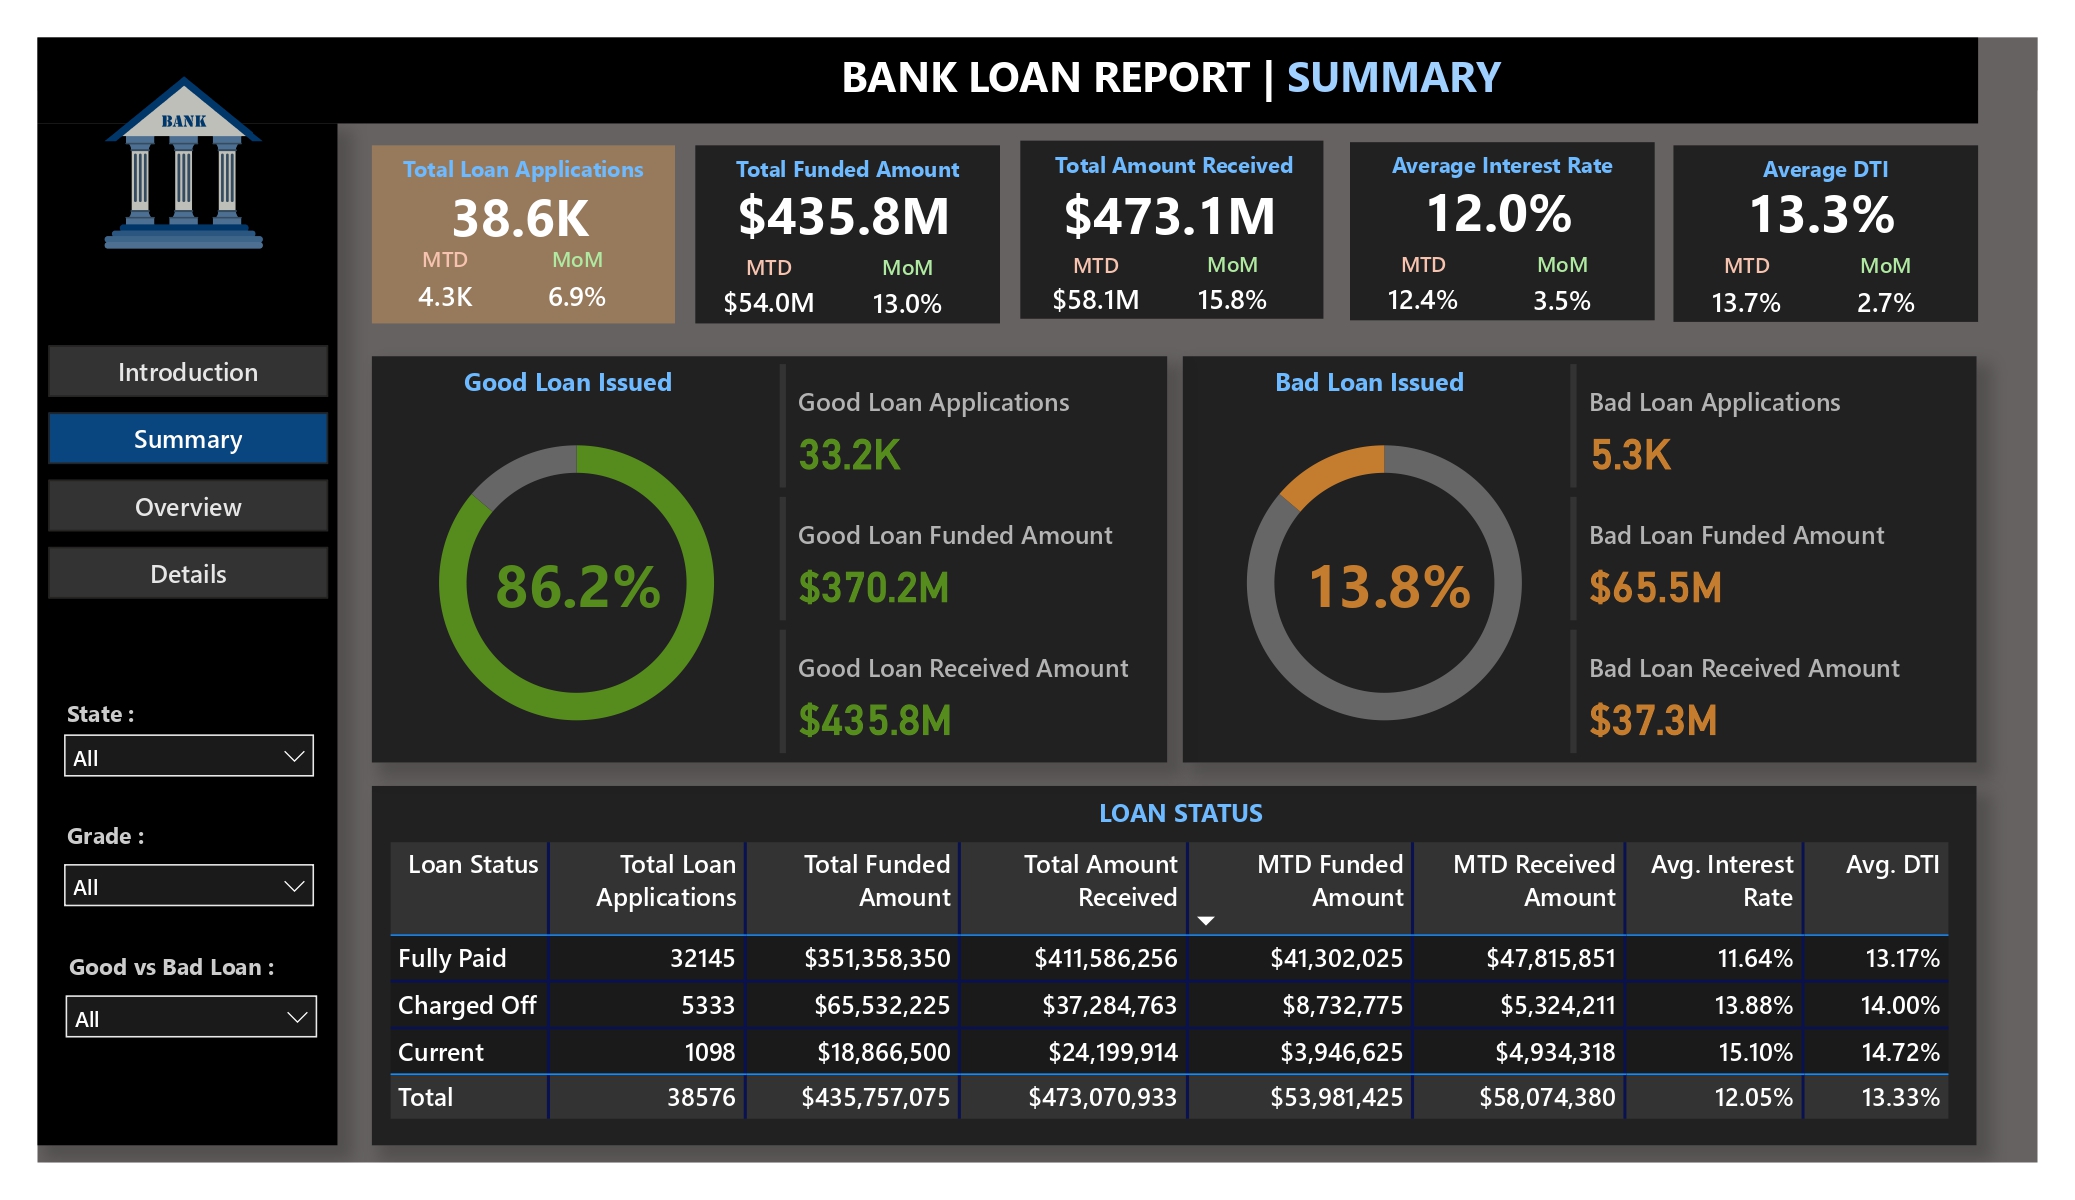 BANK LOAN REPORT | SUMMARY
BANK
Total Loan Applications
38.6K
MTD MoM
4.3K 6.9%
Total Funded Amount
$435.8M
MTD MoM
$54.0M 13.0%
Total Amount Received
$473.1M
MTD MoM
$58.1M 15.8%
Average Interest Rate
12.0%
MTD MoM
12.4% 3.5%
Average DTI
13.3%
MTD MoM
13.7% 2.7%
Introduction
Summary
Overview
Details
State :
All
Grade :
All
Good vs Bad Loan :
All
Good Loan Issued
86.2%
Good Loan Applications
33.2K
Good Loan Funded Amount
$370.2M
Good Loan Received Amount
$435.8M
Bad Loan Issued
13.8%
Bad Loan Applications
5.3K
Bad Loan Funded Amount
$65.5M
Bad Loan Received Amount
$37.3M
LOAN STATUS
Loan Status Total Loan Total Funded Total Amount MTD Funded MTD Received Avg. Interest Avg. DTI
Applications Amount Received Amount Amount Rate
Fully Paid 32145 $351,358,350 $411,586,256 $41,302,025 $47,815,851 11.64% 13.17%
Charged Off 5333 $65,532,225 $37,284,763 $8,732,775 $5,324,211 13.88% 14.00%
Current 1098 $18,866,500 $24,199,914 $3,946,625 $4,934,318 15.10% 14.72%
Total 38576 $435,757,075 $473,070,933 $53,981,425 $58,074,380 12.05% 13.33%